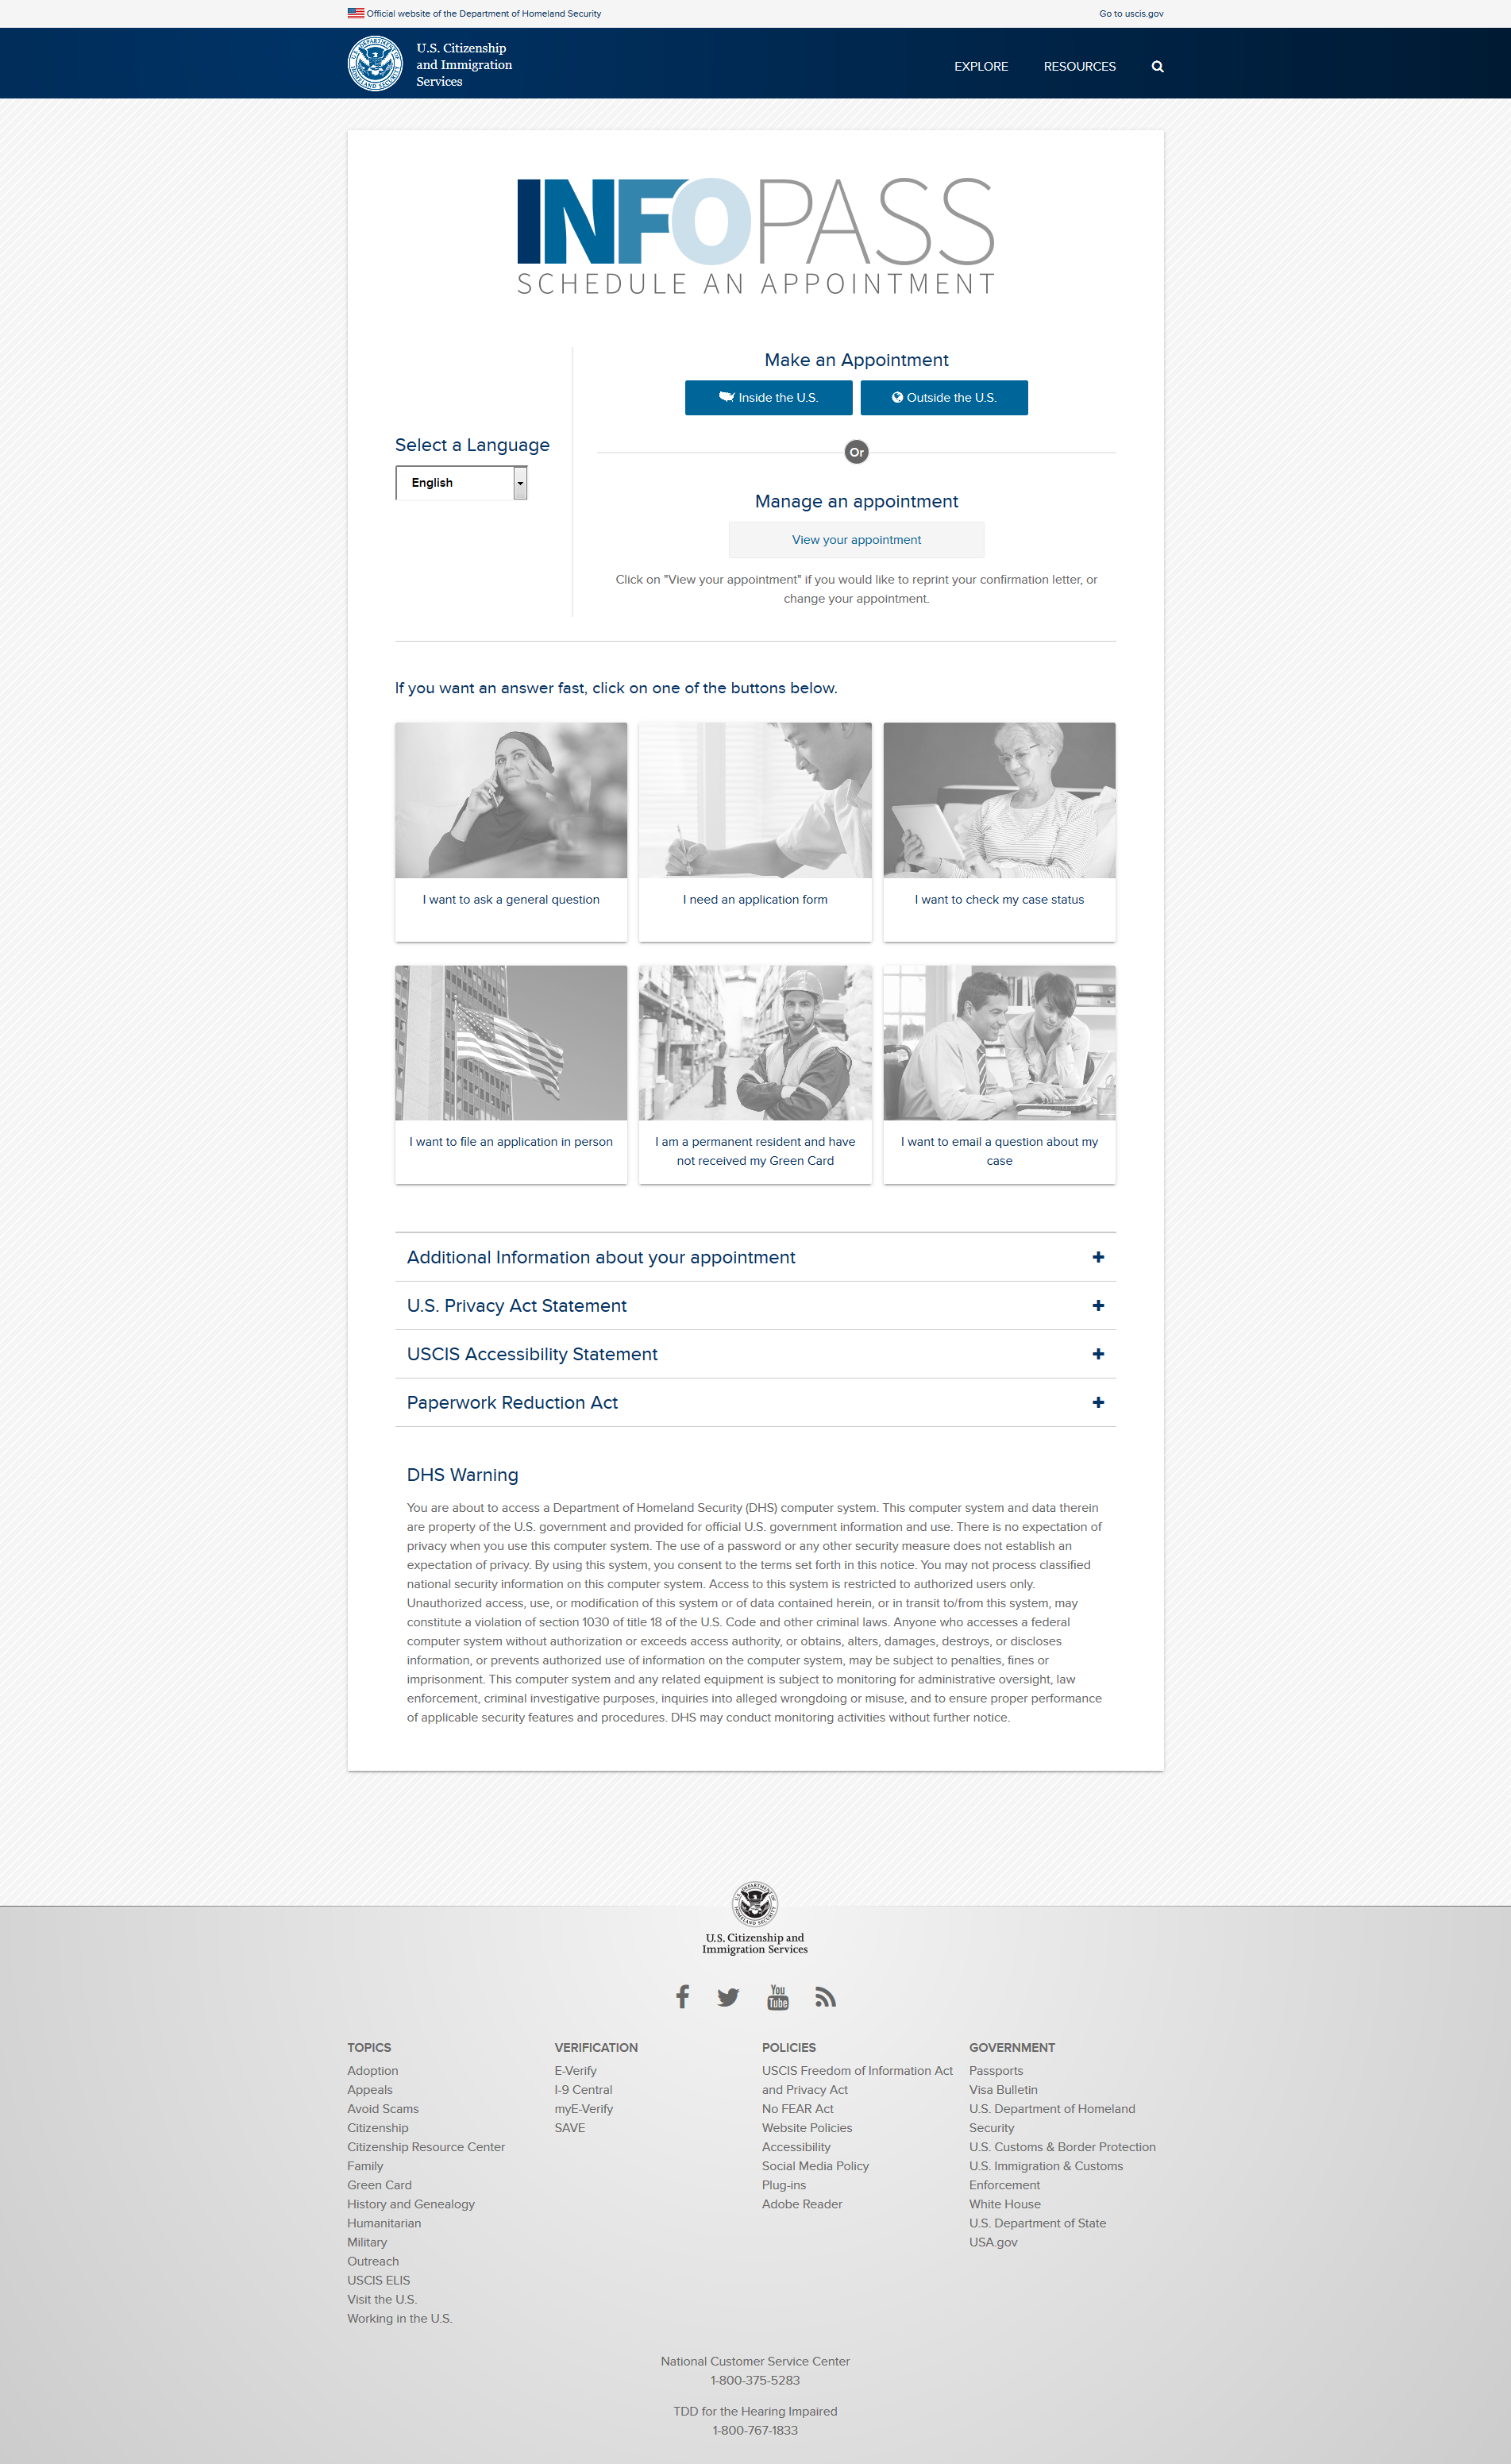 Official website of the Department of Homeland Security
Go to uscis.gov
U.S. Citizenship
and Immigration
Services
EXPLORE
RESOURCES
INFOPASS
SCHEDULE AN APPOINTMENT
Make an Appointment
Inside the U.S.
Outside the U.S.
Select a Language
English
Or
Manage an appointment
View your appointment
Click on "View your appointment" if you would like to reprint your confirmation letter, or
change your appointment.
If you want an answer fast, click on one of the buttons below.
I want to ask a general question
I need an application form
I want to check my case status
I want to file an application in person
I am a permanent resident and have
not received my Green Card
I want to email a question about my
case
Additional Information about your appointment
U.S. Privacy Act Statement
USCIS Accessibility Statement
Paperwork Reduction Act
DHS Warning
You are about to access a Department of Homeland Security (DHS) computer system. This computer system and data therein
are property of the U.S. government and provided for official U.S. government information and use. There is no expectation of
privacy when you use this computer system. The use of a password or any other security measure does not establish an
expectation of privacy. By using this system, you consent to the terms set forth in this notice. You may not process classified
national security information on this computer system. Access to this system is restricted to authorized users only.
Unauthorized access, use, or modification of this system or of data contained herein, or in transit to/from this system, may
constitute a violation of section 1030 of title 18 of the U.S. Code and other criminal laws. Anyone who accesses a federal
computer system without authorization or exceeds access authority, or obtains, alters, damages, destroys, or discloses
information, or prevents authorized use of information on the computer system, may be subject to penalties, fines or
imprisonment. This computer system and any related equipment is subject to monitoring for administrative oversight, law
enforcement, criminal investigative purposes, inquiries into alleged wrongdoing or misuse, and to ensure proper performance
of applicable security features and procedures. DHS may conduct monitoring activities without further notice.
U.S. Citizenship and
Immigration Services
You
Tube
TOPICS
Adoption
Appeals
Avoid Scams
Citizenship
Citizenship Resource Center
Family
Green Card
History and Genealogy
Humanitarian
Military
Outreach
USCIS ELIS
Visit the U.S.
Working in the U.S.
VERIFICATION
E-Verify
I-9 Central
myE-Verify
SAVE
POLICIES
USCIS Freedom of Information Act
and Privacy Act
No FEAR Act
Website Policies
Accessibility
Social Media Policy
Plug-ins
Adobe Reader
GOVERNMENT
Passports
Visa Bulletin
U.S. Department of Homeland
Security
U.S. Customs & Border Protection
U.S. Immigration & Customs
Enforcement
White House
U.S. Department of State
USA.gov
National Customer Service Center
1-800-375-5283
TDD for the Hearing Impaired
1-800-767-1833